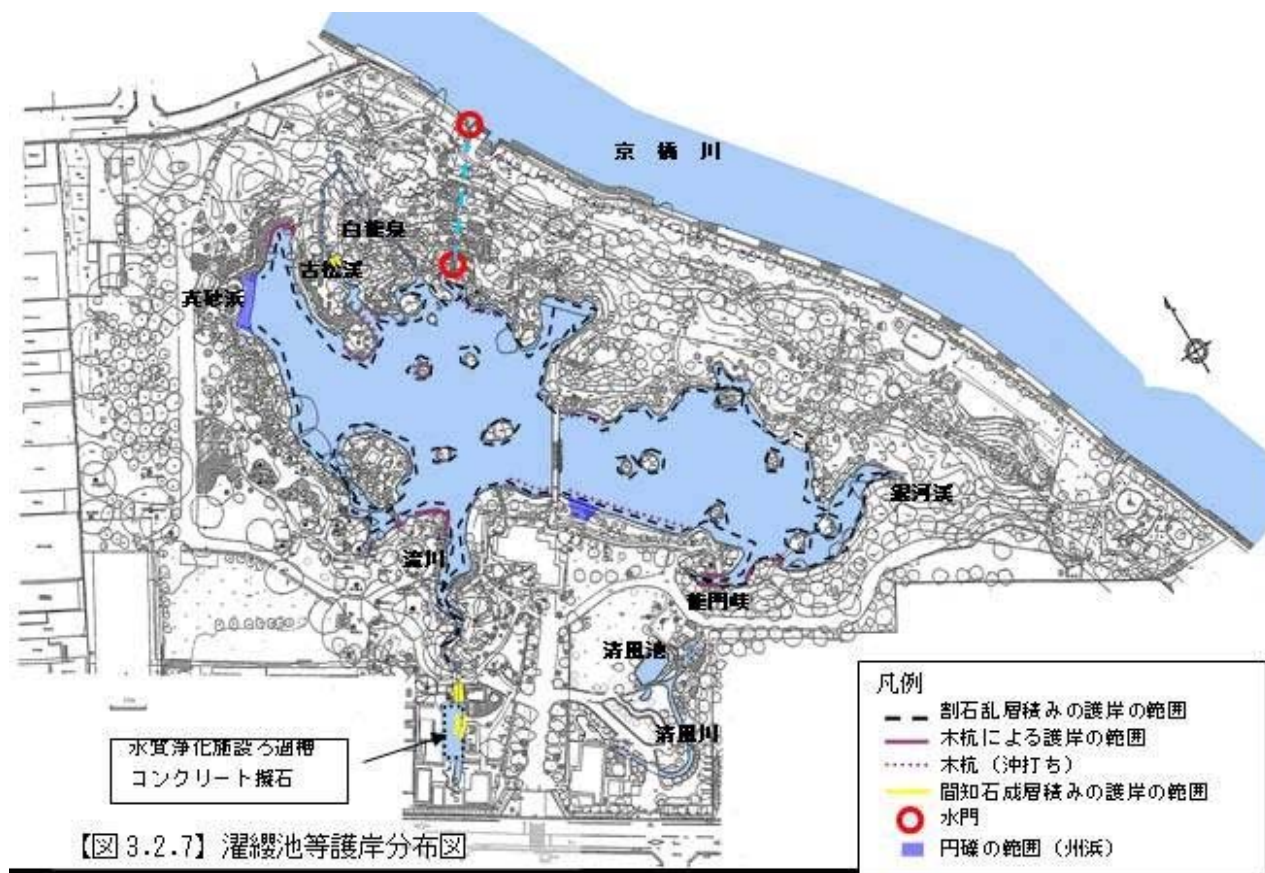 京橋川
白龍泉
古松渓
真砂浜
銀河渓
滝川
龍門峡
清風池
清風川
水質浄化施設ろ過槽
コンクリート擬石
凡例
割石乱層積みの護岸の範囲
木杭による護岸の範囲
木杭（沖打ち）
間知石成層積みの護岸の範囲
水門
円礫の範囲（州浜）
【図 3.2.7】濯纓池等護岸分布図